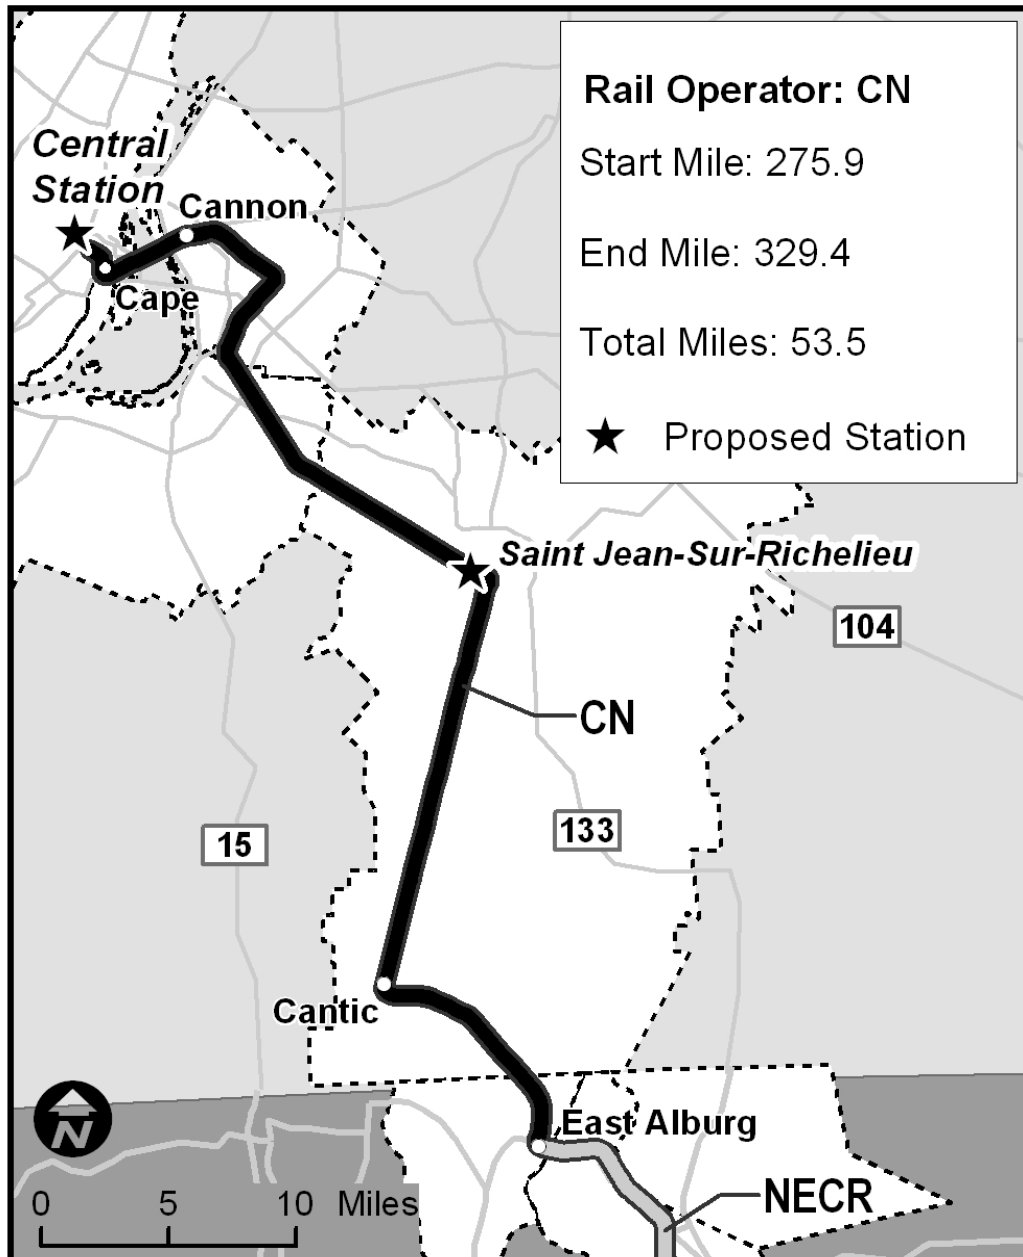 Rail Operator: CN
Start Mile: 275.9
End Mile: 329.4
Total Miles: 53.5
Proposed Station
Central
Station
Cannon
Cape
Saint Jean-Sur-Richelieu
104
CN
133
15
Cantic
East Alburg
NECR
N
0 5 10 Miles